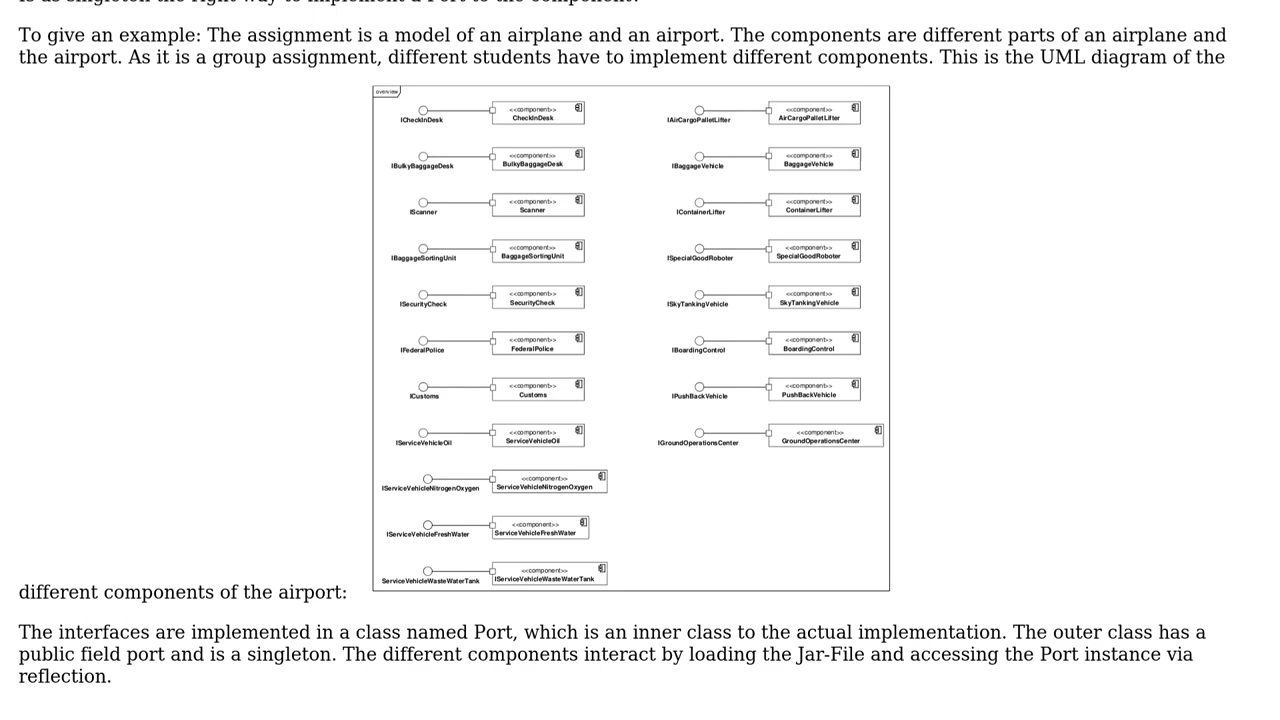 To give an example: The assignment is a model of an airplane and an airport. The components are different parts of an airplane and
the airport. As it is a group assignment, different students have to implement different components. This is the UML diagram of the
overview
<<component>>
CheckInDesk
ICheckInDesk
<<component>>
AirCargoPalletLifter
IAirCargoPalletLifter
<<component>>
BulkyBaggageDesk
IBulkyBaggageDesk
<<component>>
BaggageVehicle
IBaggageVehicle
<<component>>
Scanner
IScanner
<<component>>
ContainerLifter
IContainerLifter
<<component>>
BaggageSortingUnit
IBaggageSortingUnit
<<component>>
SpecialGoodRoboter
ISpecialGoodRoboter
<<component>>
SecurityCheck
ISecurityCheck
<<component>>
SkyTankingVehicle
ISkyTankingVehicle
<<component>>
FederalPolice
IFederalPolice
<<component>>
BoardingControl
IBoardingControl
<<component>>
Customs
ICustoms
<<component>>
PushBackVehicle
IPushBackVehicle
<<component>>
ServiceVehicleOil
IServiceVehicleOil
<<component>>
GroundOperationsCenter
IGroundOperationsCenter
<<component>>
ServiceVehicleNitrogenOxygen
IServiceVehicleNitrogenOxygen
<<component>>
ServiceVehicleFreshWater
IServiceVehicleFreshWater
<<component>>
IServiceVehicleWasteWaterTank
ServiceVehicleWasteWaterTank
different components of the airport:
The interfaces are implemented in a class named Port, which is an inner class to the actual implementation. The outer class has a
public field port and is a singleton. The different components interact by loading the Jar-File and accessing the Port instance via
reflection.